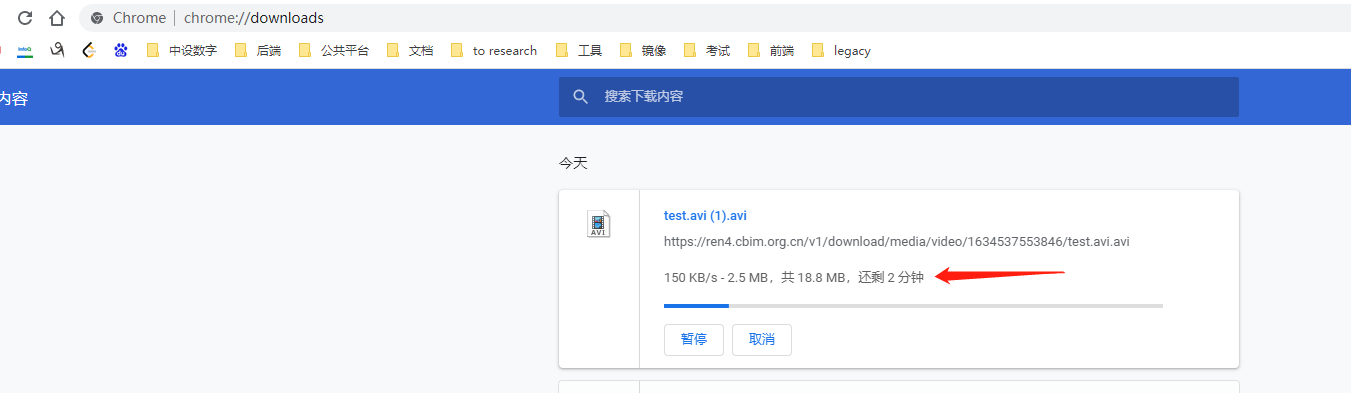 Chrome | chrome://downloads
InfoQ 中设数字 后端 公共平台 文档 to research 工具 镜像 考试 前端 legacy
内容
搜索下载内容
今天
AVI
test.avi (1).avi
https://ren4.cbim.org.cn/v1/download/media/video/1634537553846/test.avi.avi
150 KB/s - 2.5 MB，共 18.8 MB，还剩 2 分钟
暂停 取消